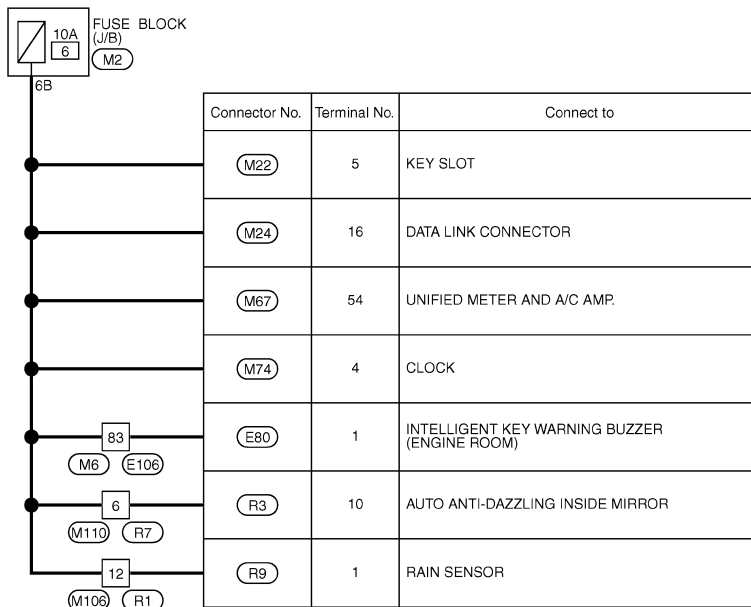 FUSE BLOCK
(J/B)
10A
6
M2
6B
Connector No. Terminal No. Connect to
M22 5 KEY SLOT
M24 16 DATA LINK CONNECTOR
M67 54 UNIFIED METER AND A/C AMP.
M74 4 CLOCK
83 E80 1 INTELLIGENT KEY WARNING BUZZER
(ENGINE ROOM)
M6 E106
6 R3 10 AUTO ANTI-DAZZLING INSIDE MIRROR
M110 R7
12 R9 1 RAIN SENSOR
M106 R1